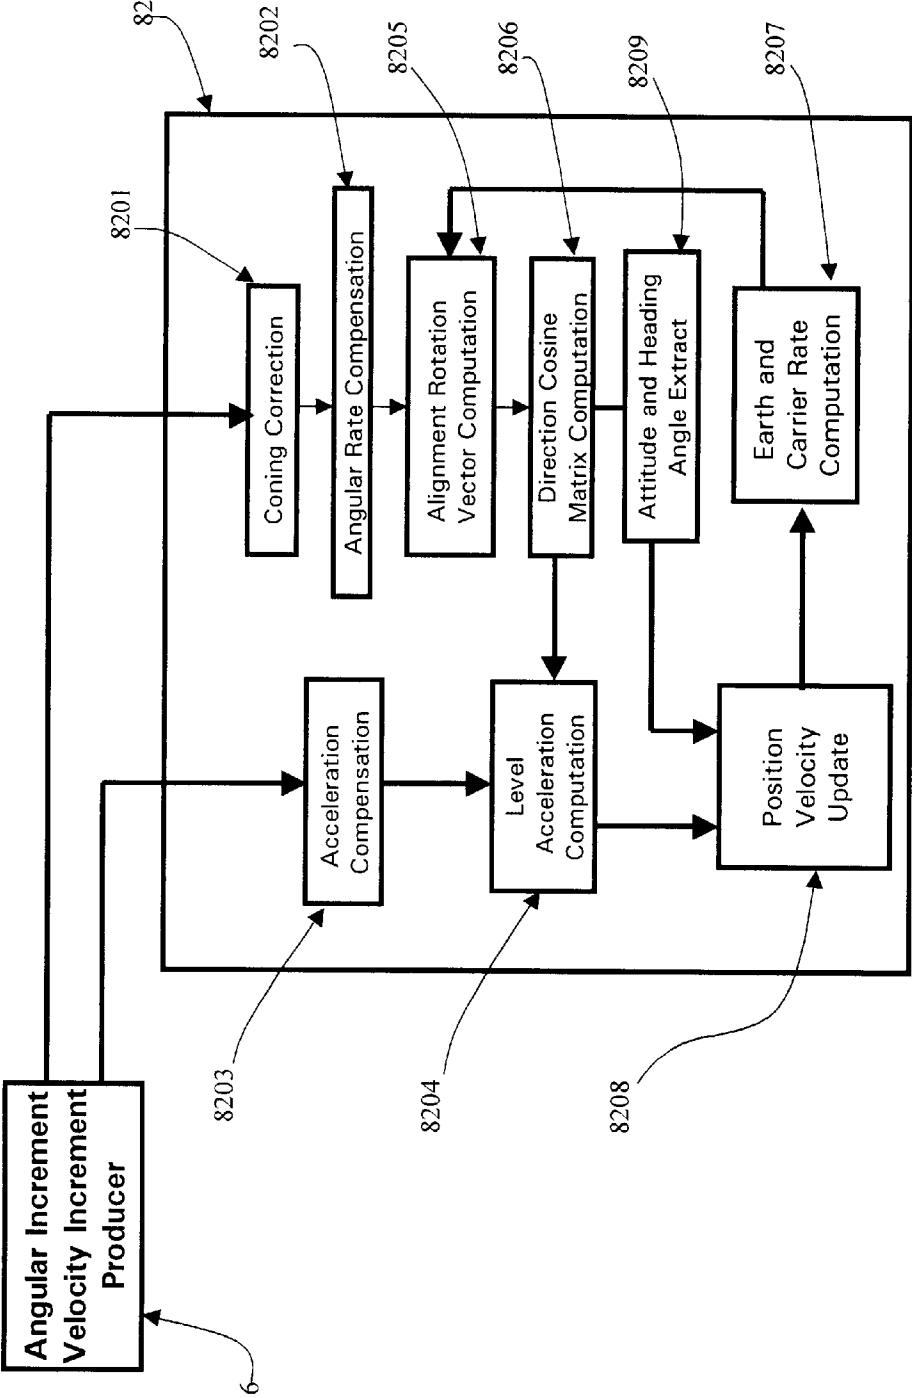 Angular Increment
Velocity Increment
Producer
6
82
8201
Coning Correction
8202
Angular Rate Compensation
8205
Alignment Rotation
Vector Computation
8206
Direction Cosine
Matrix Computation
8209
Attitude and Heading
Angle Extract
8207
Earth and
Carrier Rate
Computation
8203
Acceleration
Compensation
8204
Level
Acceleration
Computation
8208
Position
Velocity
Update